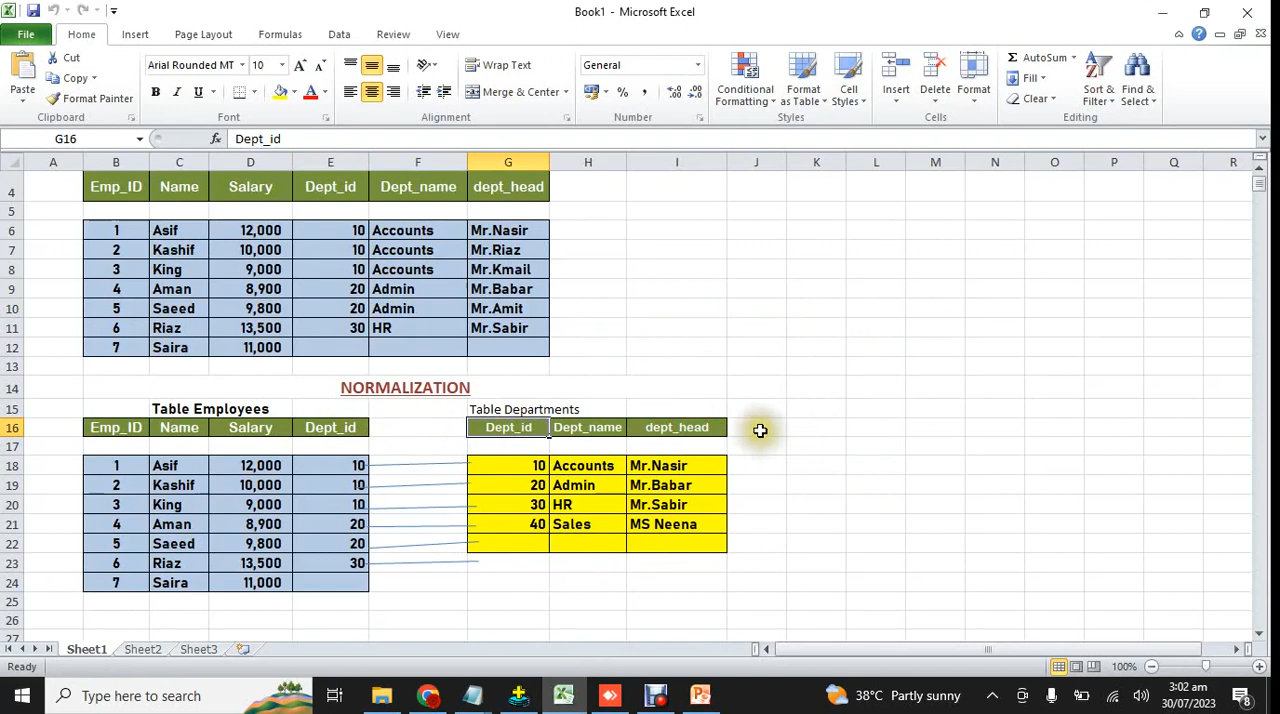 Book1 - Microsoft Excel
File Home Insert Page Layout Formulas Data Review View
Paste
Cut
Copy
Format Painter
Clipboard
Arial Rounded MT 10 A A
B I U A
Font
Wrap Text
Merge & Center
Alignment
General
% ,
Number
Conditional Formatting
Format as Table
Cell Styles
Styles
Insert Delete Format
Cells
Σ AutoSum
Fill
Clear
Sort & Filter
Find & Select
Editing
G16 fx Dept_id
A B C D E F G H I J K L M N O P Q R
4 Emp_ID Name Salary Dept_id Dept_name dept_head
5
6 1 Asif 12,000 10 Accounts Mr.Nasir
7 2 Kashif 10,000 10 Accounts Mr.Riaz
8 3 King 9,000 10 Accounts Mr.Kmail
9 4 Aman 8,900 20 Admin Mr.Babar
10 5 Saeed 9,800 20 Admin Mr.Amit
11 6 Riaz 13,500 30 HR Mr.Sabir
12 7 Saira 11,000
13
14 NORMALIZATION
15 Table Employees Table Departments
16 Emp_ID Name Salary Dept_id Dept_id Dept_name dept_head
17
18 1 Asif 12,000 10 10 Accounts Mr.Nasir
19 2 Kashif 10,000 10 20 Admin Mr.Babar
20 3 King 9,000 10 30 HR Mr.Sabir
21 4 Aman 8,900 20 40 Sales MS Neena
22 5 Saeed 9,800 20
23 6 Riaz 13,500 30
24 7 Saira 11,000
25
26
27
Sheet1 Sheet2 Sheet3
Ready 100%
Type here to search 38°C Partly sunny 3:02 am
30/07/2023 8